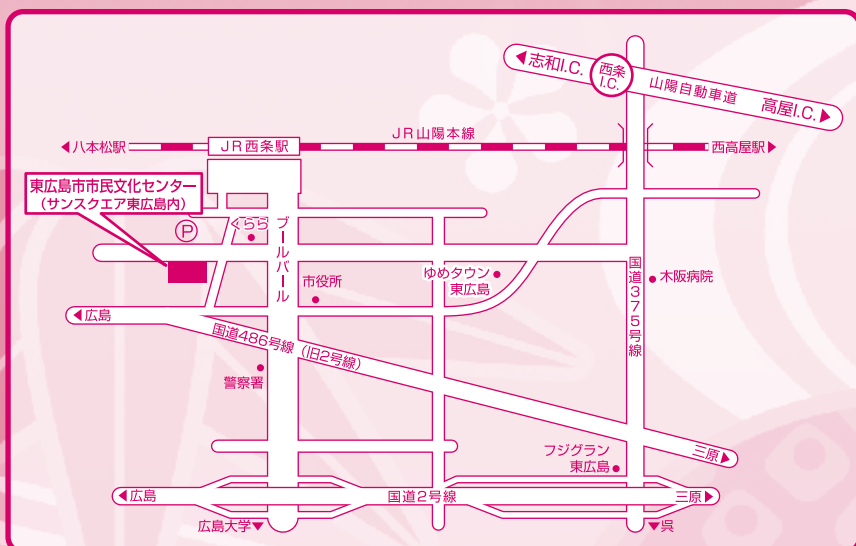 ◀志和I.C.
西条
I.C.
山陽自動車道
高屋I.C.▶
JR山陽本線
◀八本松駅
JR西条駅
西高屋駅▶
東広島市市民文化センター
(サンスクエア東広島内)
P
くらら
ブールバール
市役所
ゆめタウン
東広島
国道375号線
木阪病院
◀広島
国道486号線(旧2号線)
警察署
フジグラン
東広島
三原▶
◀広島
国道2号線
三原▶
広島大学▼
▼呉